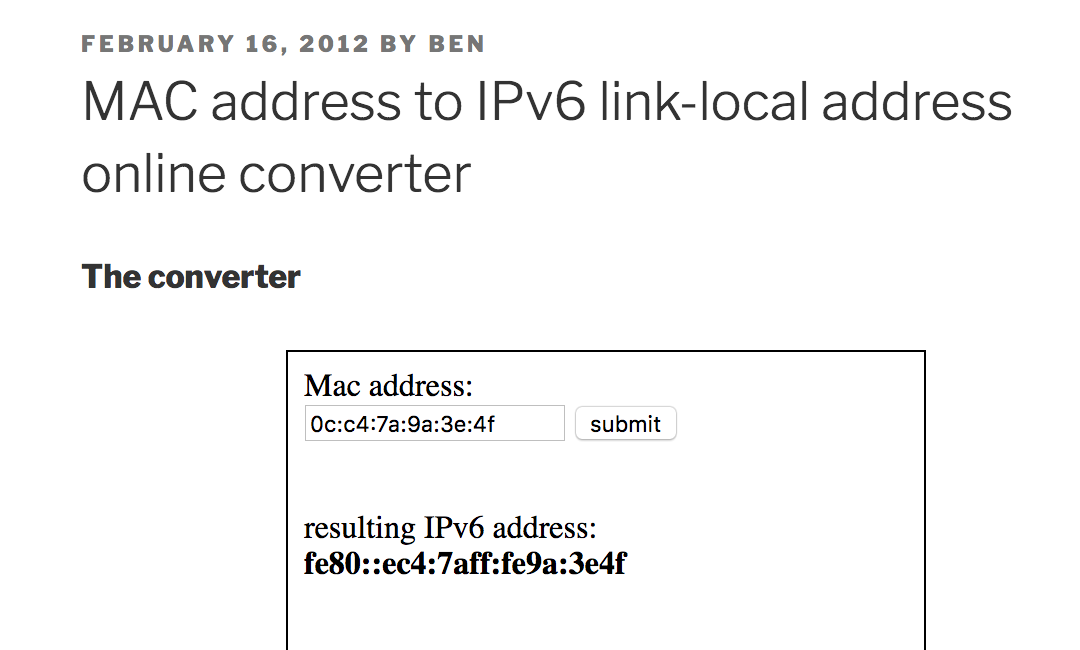 FEBRUARY 16, 2012 BY BEN
MAC address to IPv6 link-local address
online converter
The converter
Mac address:
0c:c4:7a:9a:3e:4f submit
resulting IPv6 address:
fe80::ec4:7aff:fe9a:3e4f